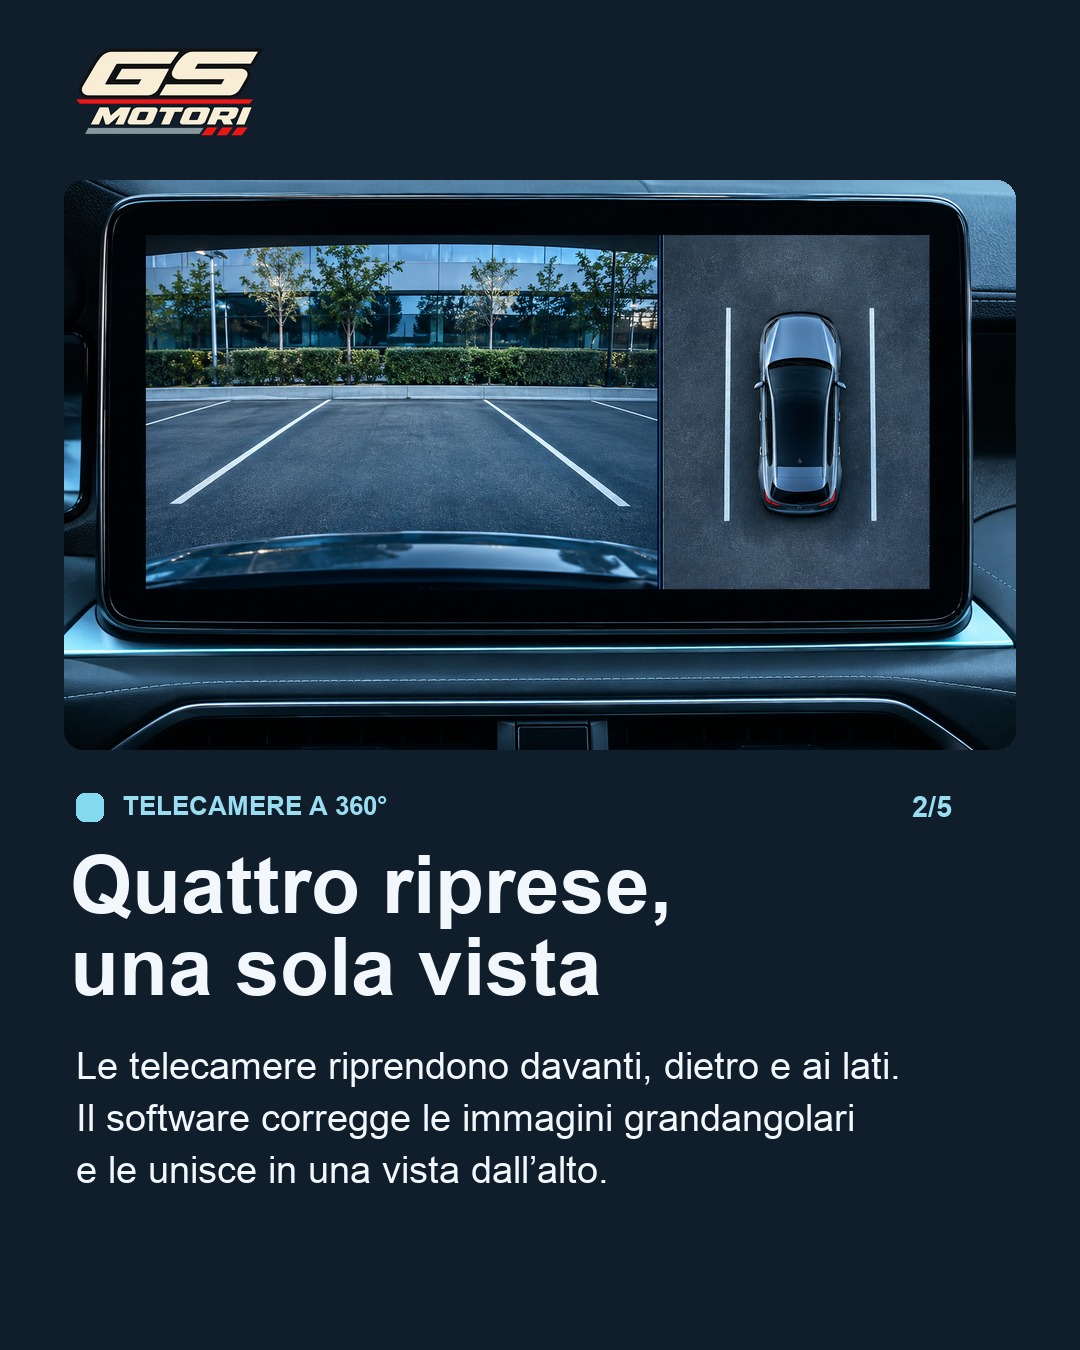 GS
MOTORI
TELECAMERE A 360°
2/5
Quattro riprese,
una sola vista
Le telecamere riprendono davanti, dietro e ai lati.
Il software corregge le immagini grandangolari
e le unisce in una vista dall’alto.